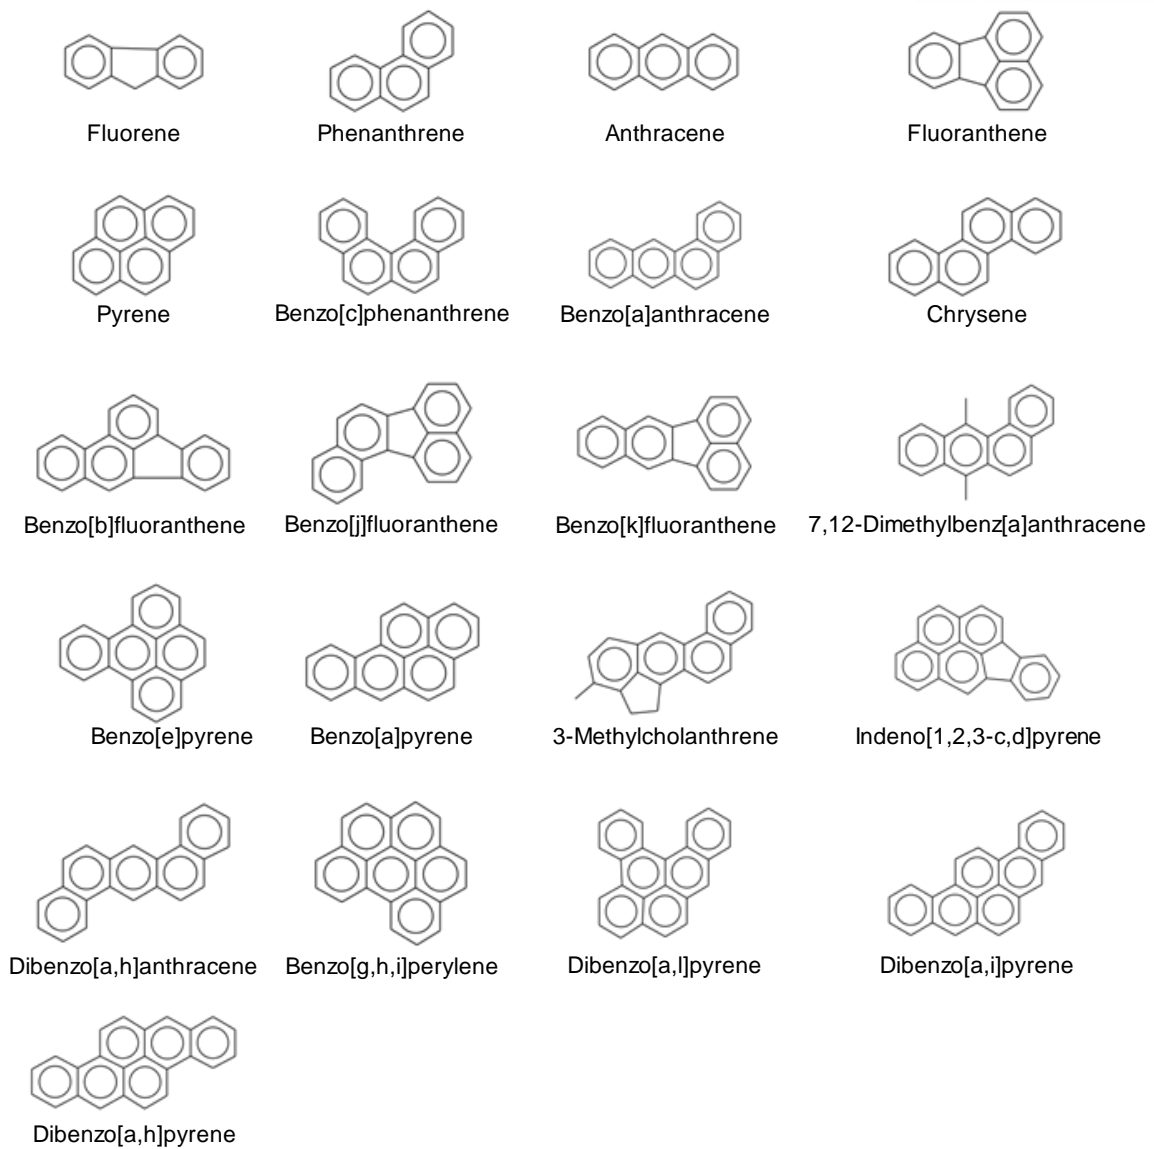 Fluorene
Phenanthrene
Anthracene
Fluoranthene
Pyrene
Benzo[c]phenanthrene
Benzo[a]anthracene
Chrysene
Benzo[b]fluoranthene
Benzo[j]fluoranthene
Benzo[k]fluoranthene
7,12-Dimethylbenz[a]anthracene
Benzo[e]pyrene
Benzo[a]pyrene
3-Methylcholanthrene
Indeno[1,2,3-c,d]pyrene
Dibenzo[a,h]anthracene
Benzo[g,h,i]perylene
Dibenzo[a,l]pyrene
Dibenzo[a,i]pyrene
Dibenzo[a,h]pyrene